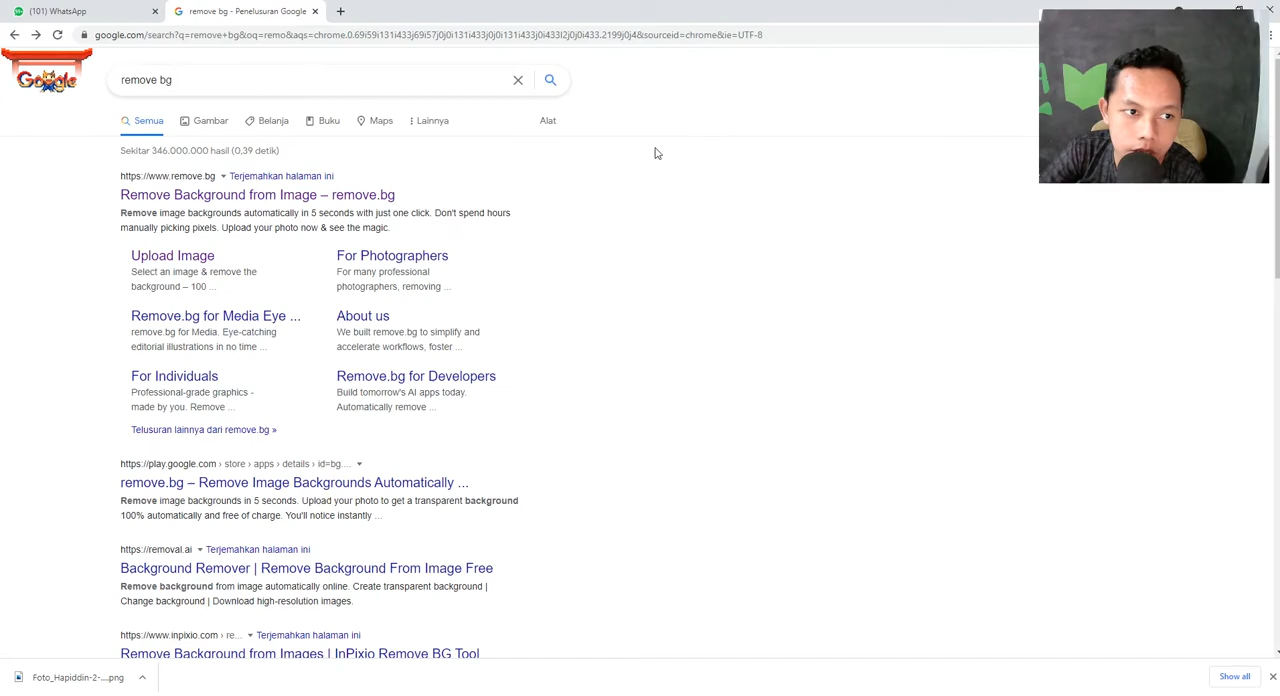 (101) WhatsApp
remove bg - Penelusuran Google
google.com/search?q=remove+bg&oq=remo&aqs=chrome.0.69i59i131i433j69i57j0j0i131i433j0j0i131i433j0j0i433l2j0j0i433.2199j0j4&sourceid=chrome&ie=UTF-8
Google
remove bg
Semua Gambar Belanja Buku Maps Lainnya Alat
Sekitar 346.000.000 hasil (0,39 detik)
https://www.remove.bg Terjemahkan halaman ini
Remove Background from Image – remove.bg
Remove image backgrounds automatically in 5 seconds with just one click. Don't spend hours
manually picking pixels. Upload your photo now & see the magic.
Upload Image
Select an image & remove the
background – 100 ...
For Photographers
For many professional
photographers, removing ...
Remove.bg for Media Eye ...
remove.bg for Media. Eye-catching
editorial illustrations in no time ...
About us
We built remove.bg to simplify and
accelerate workflows, foster ...
For Individuals
Professional-grade graphics -
made by you. Remove ...
Remove.bg for Developers
Build tomorrow's AI apps today.
Automatically remove ...
Telusuran lainnya dari remove.bg »
https://play.google.com › store › apps › details › id=bg....
remove.bg – Remove Image Backgrounds Automatically ...
Remove image backgrounds in 5 seconds. Upload your photo to get a transparent background
100% automatically and free of charge. You'll notice instantly ...
https://removal.ai Terjemahkan halaman ini
Background Remover | Remove Background From Image Free
Remove background from image automatically online. Create transparent background |
Change background | Download high-resolution images.
https://www.inpixio.com › re... Terjemahkan halaman ini
Remove Background from Images | InPixio Remove BG Tool
Foto_Hapiddin-2-....png
Show all